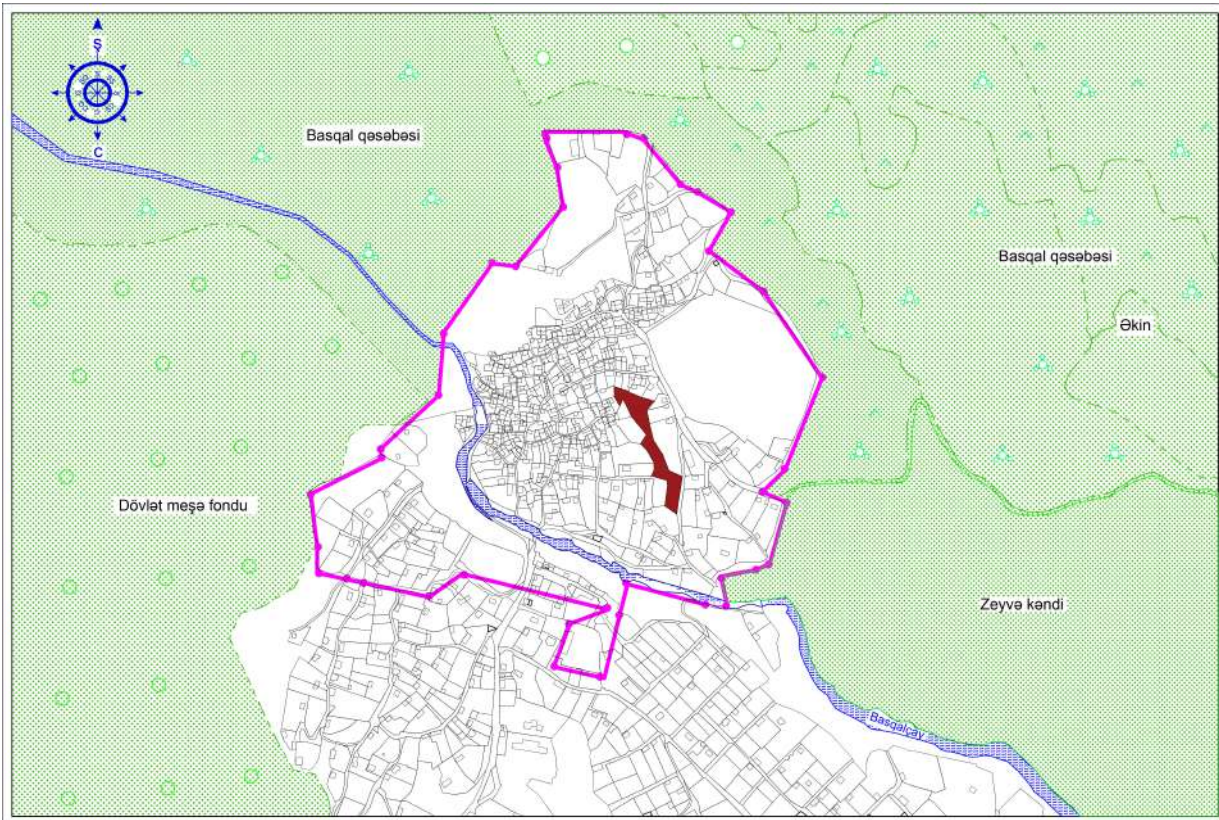 Ş
C
Basqal qəsəbəsi
Basqal qəsəbəsi
Əkin
Dövlət meşə fondu
Zeyvə kəndi
Basqalçay